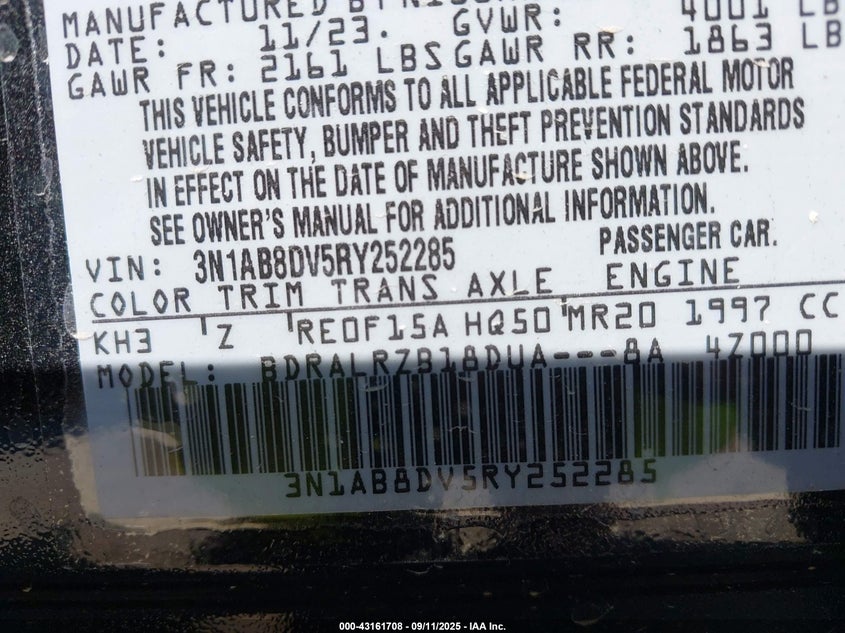 MANUFACTURED BY NISSAN
DATE: 11/23. GVWR: 4001 LB
GAWR FR: 2161 LBS GAWR RR: 1863 LB
THIS VEHICLE CONFORMS TO ALL APPLICABLE FEDERAL MOTOR
VEHICLE SAFETY, BUMPER AND THEFT PREVENTION STANDARDS
IN EFFECT ON THE DATE OF MANUFACTURE SHOWN ABOVE.
SEE OWNER'S MANUAL FOR ADDITIONAL INFORMATION.
VIN: 3N1AB8DV5RY252285 PASSENGER CAR.
COLOR TRIM TRANS AXLE ENGINE
KH3 Z RE0F15A HQ50 MR20 1997 CC
MODEL: BDRALRZB18DUA---8A 4Z000
3N1AB8DV5RY252285
000-43161708 - 09/11/2025 - IAA Inc.